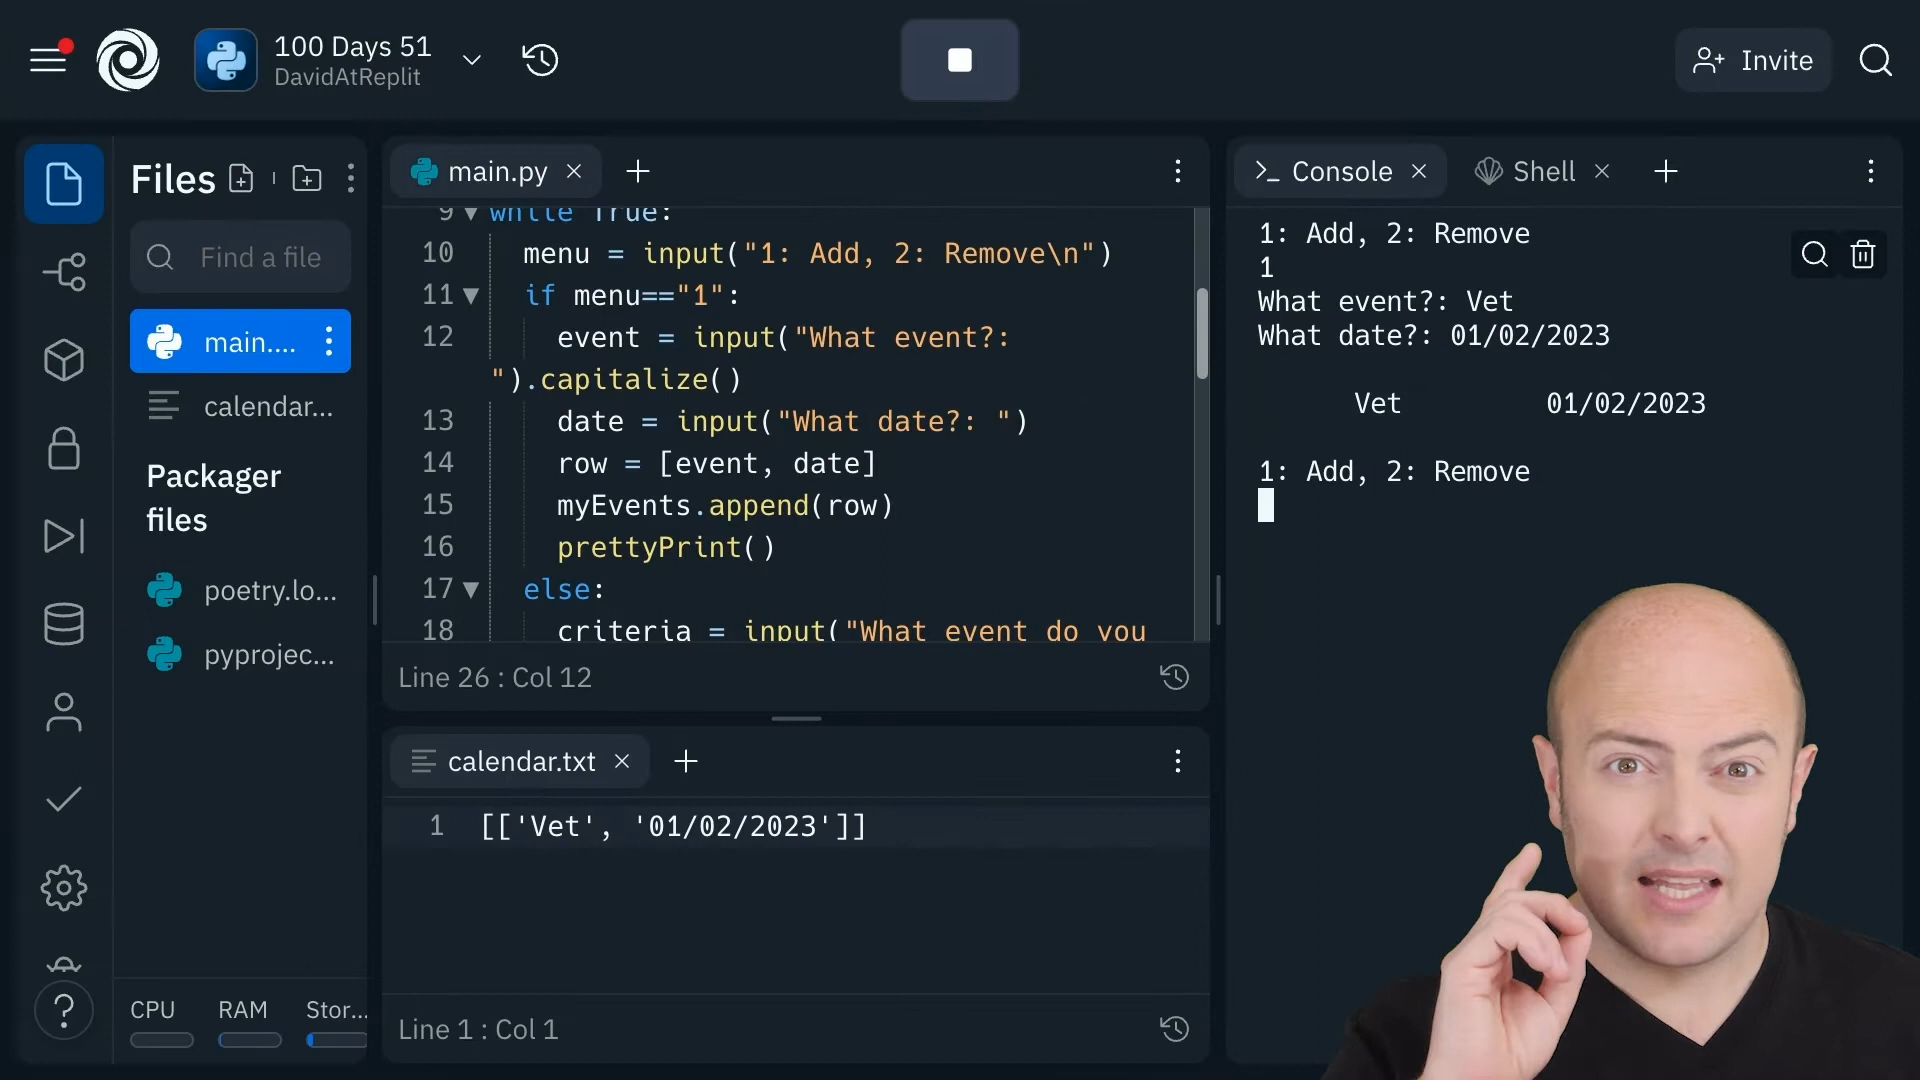 100 Days 51
DavidAtReplit
Invite
Files
Find a file
main....
calendar...
Packager
files
poetry.lo...
pyprojec...
CPU RAM Stor...
main.py
9 while True:
10 menu = input("1: Add, 2: Remove\n")
11 if menu=="1":
12 event = input("What event?:
").capitalize()
13 date = input("What date?: ")
14 row = [event, date]
15 myEvents.append(row)
16 prettyPrint()
17 else:
18 criteria = input("What event do you
Line 26 : Col 12
calendar.txt
1 [['Vet', '01/02/2023']]
Line 1 : Col 1
Console Shell
1: Add, 2: Remove
1
What event?: Vet
What date?: 01/02/2023
Vet 01/02/2023
1: Add, 2: Remove